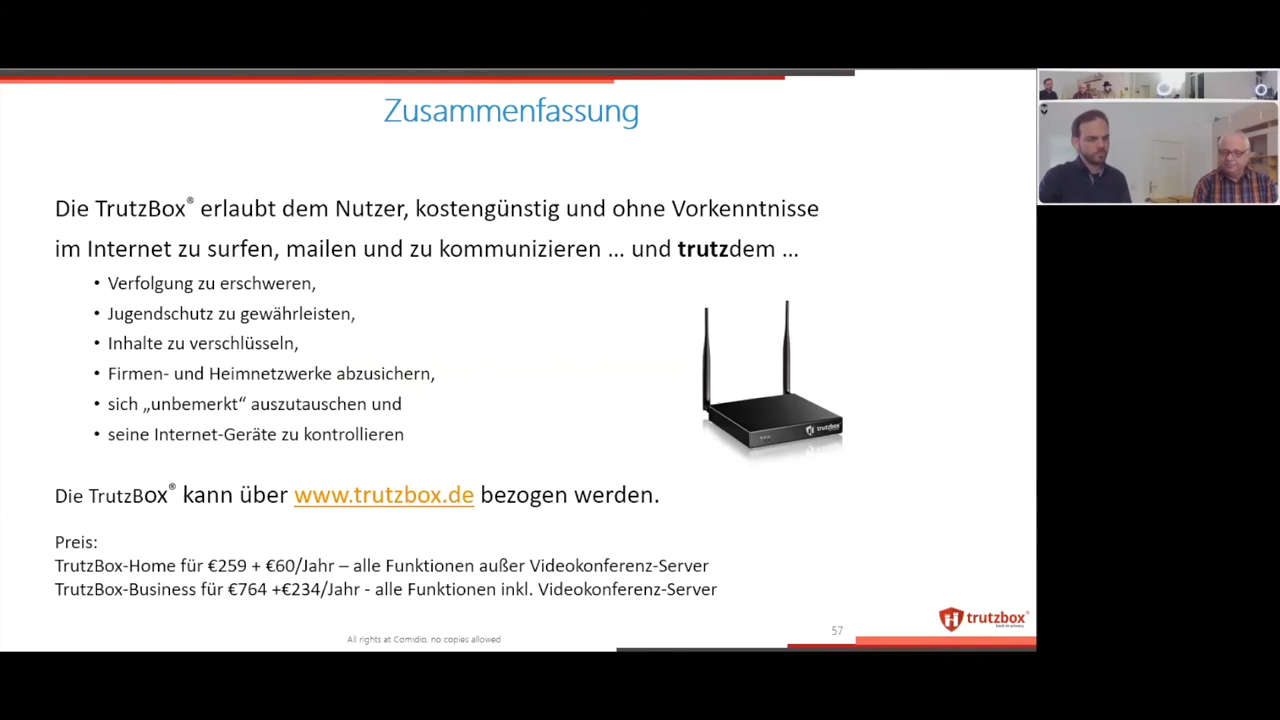 Zusammenfassung
Die TrutzBox® erlaubt dem Nutzer, kostengünstig und ohne Vorkenntnisse
im Internet zu surfen, mailen und zu kommunizieren ... und trutzdem ...
• Verfolgung zu erschweren,
• Jugendschutz zu gewährleisten,
• Inhalte zu verschlüsseln,
• Firmen- und Heimnetzwerke abzusichern,
• sich „unbemerkt“ auszutauschen und
• seine Internet-Geräte zu kontrollieren
trutzbox
Die TrutzBox® kann über www.trutzbox.de bezogen werden.
Preis:
TrutzBox-Home für €259 + €60/Jahr – alle Funktionen außer Videokonferenz-Server
TrutzBox-Business für €764 +€234/Jahr - alle Funktionen inkl. Videokonferenz-Server
trutzbox®
back to privacy
All rights at Comidio, no copies allowed
57